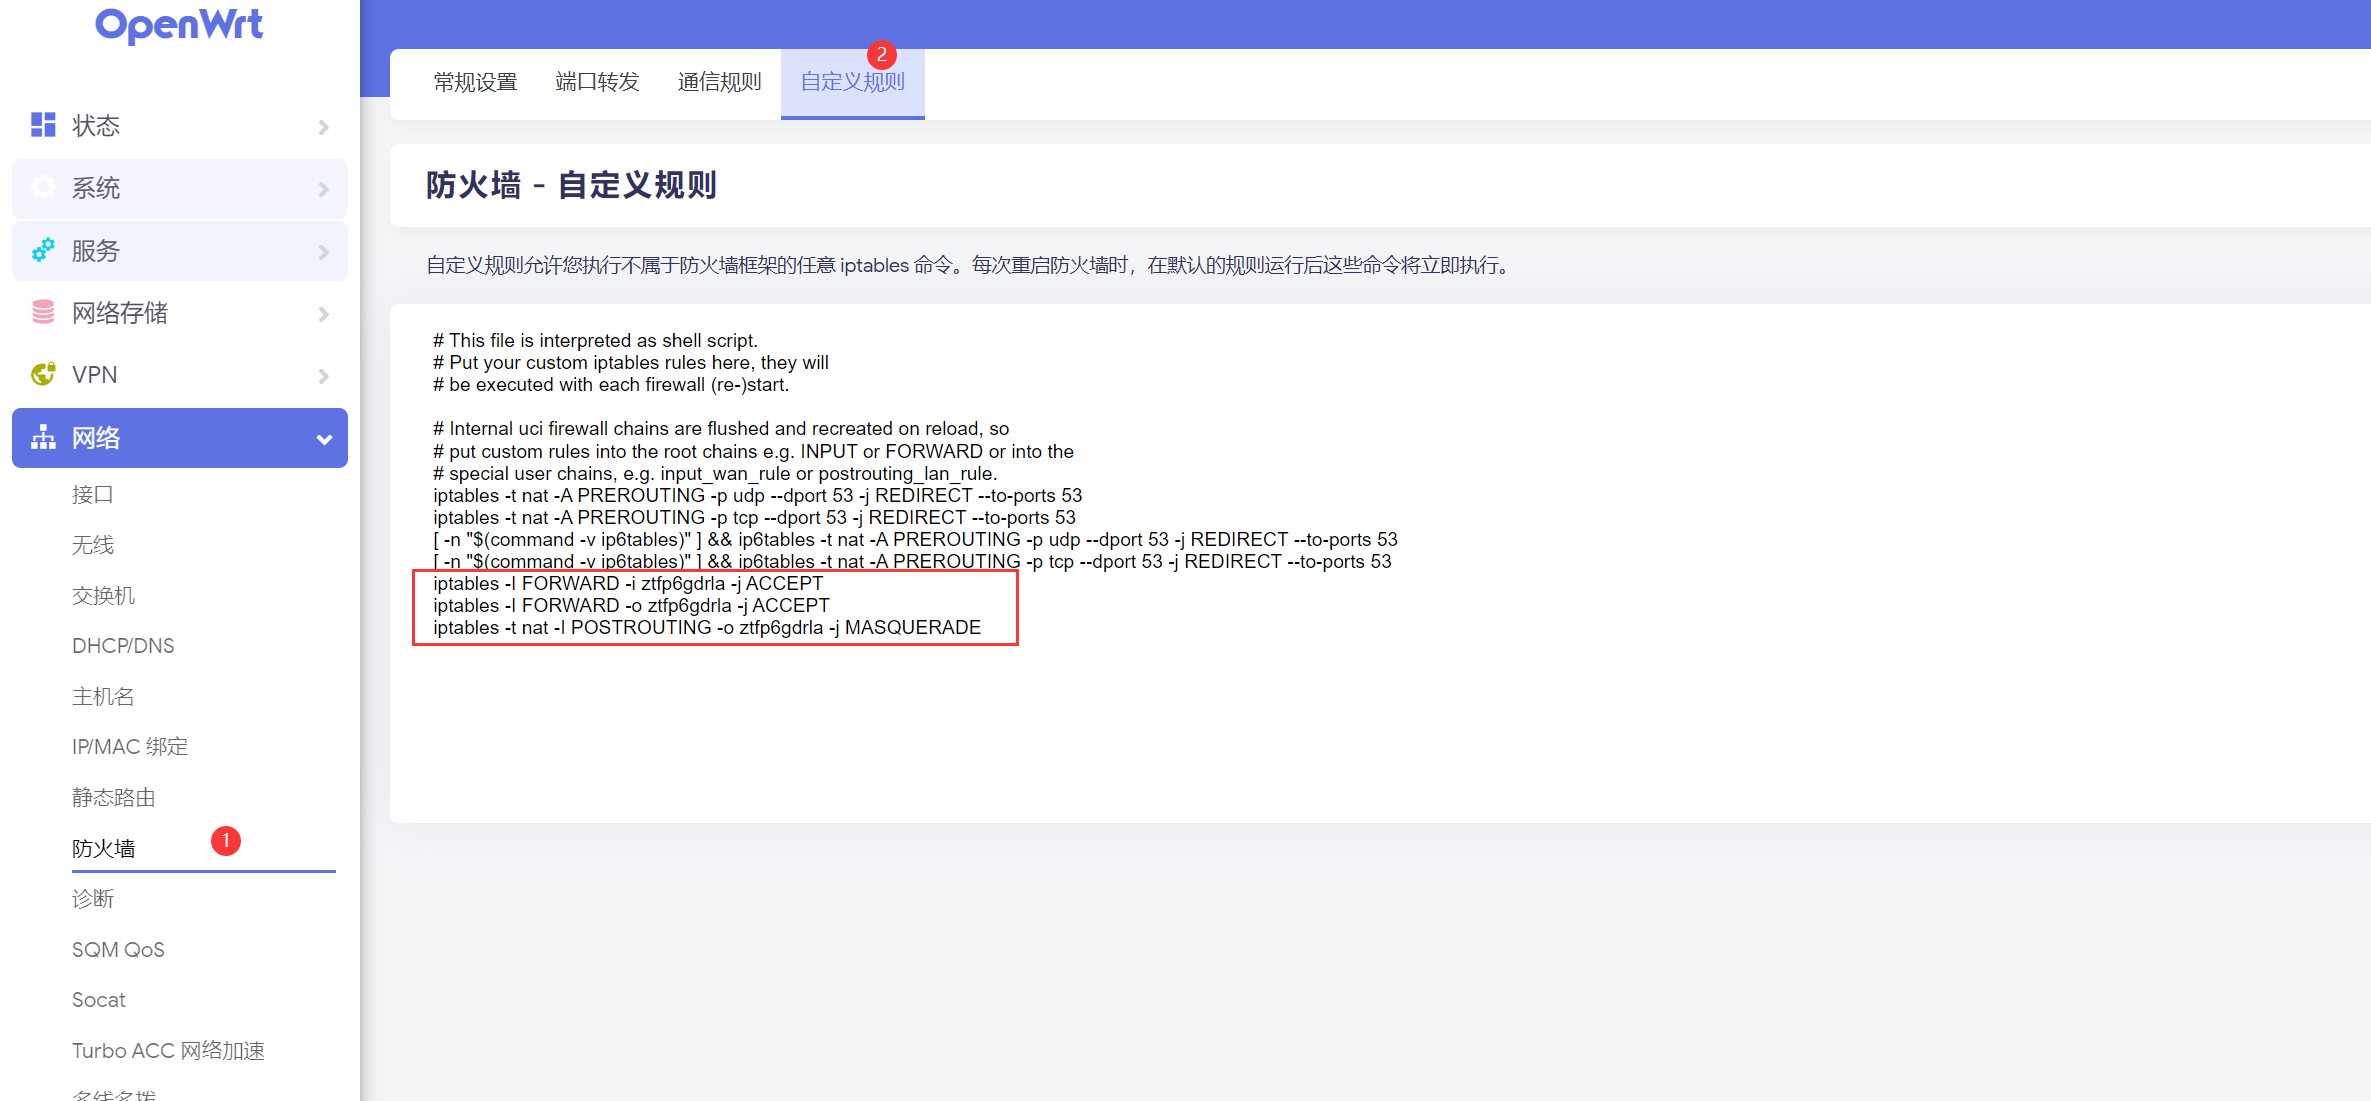 OpenWrt
状态
系统
服务
网络存储
VPN
网络
接口
无线
交换机
DHCP/DNS
主机名
IP/MAC 绑定
静态路由
防火墙
1
诊断
SQM QoS
Socat
Turbo ACC 网络加速
多线多拨
常规设置
端口转发
通信规则
自定义规则
2
防火墙 - 自定义规则
自定义规则允许您执行不属于防火墙框架的任意 iptables 命令。每次重启防火墙时，在默认的规则运行后这些命令将立即执行。
# This file is interpreted as shell script.
# Put your custom iptables rules here, they will
# be executed with each firewall (re-)start.
# Internal uci firewall chains are flushed and recreated on reload, so
# put custom rules into the root chains e.g. INPUT or FORWARD or into the
# special user chains, e.g. input_wan_rule or postrouting_lan_rule.
iptables -t nat -A PREROUTING -p udp --dport 53 -j REDIRECT --to-ports 53
iptables -t nat -A PREROUTING -p tcp --dport 53 -j REDIRECT --to-ports 53
[ -n "$(command -v ip6tables)" ] && ip6tables -t nat -A PREROUTING -p udp --dport 53 -j REDIRECT --to-ports 53
[ -n "$(command -v ip6tables)" ] && ip6tables -t nat -A PREROUTING -p tcp --dport 53 -j REDIRECT --to-ports 53
iptables -I FORWARD -i ztfp6gdrla -j ACCEPT
iptables -I FORWARD -o ztfp6gdrla -j ACCEPT
iptables -t nat -I POSTROUTING -o ztfp6gdrla -j MASQUERADE